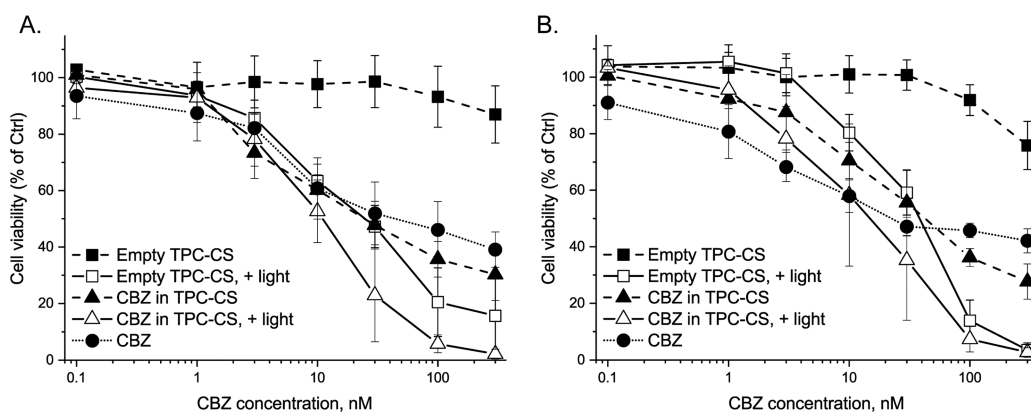 A.
Cell viability (% of Ctrl)
100
80
60
40
20
0
Empty TPC-CS
Empty TPC-CS, + light
CBZ in TPC-CS
CBZ in TPC-CS, + light
CBZ
0.1
1
10
100
CBZ concentration, nM
B.
Cell viability (% of Ctrl)
100
80
60
40
20
0
Empty TPC-CS
Empty TPC-CS, + light
CBZ in TPC-CS
CBZ in TPC-CS, + light
CBZ
0.1
1
10
100
CBZ concentration, nM